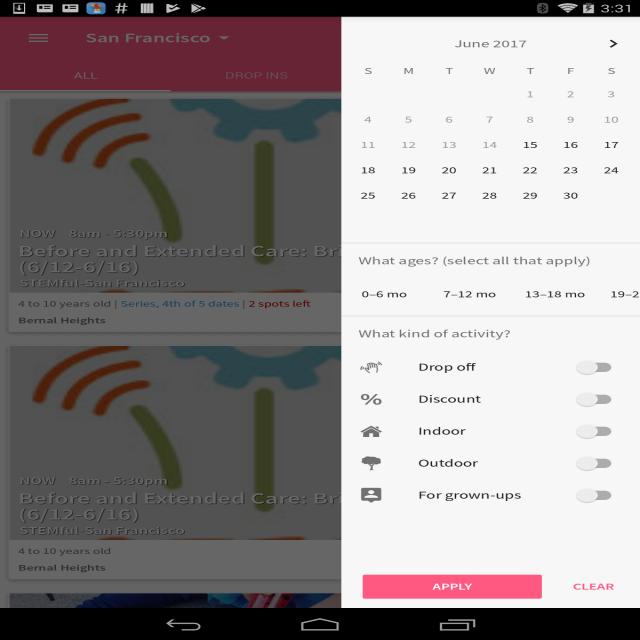 3:31
San Francisco
ALL
DROP INS
NOW 8am - 5:30pm
Before and Extended Care: Bri
(6/12-6/16)
STEMful-San Francisco
4 to 10 years old | Series, 4th of 5 dates | 2 spots left
Bernal Heights
NOW 8am - 5:30pm
Before and Extended Care: Bri
(6/12-6/16)
STEMful-San Francisco
4 to 10 years old
Bernal Heights
June 2017
S M T W T F S
1 2 3
4 5 6 7 8 9 10
11 12 13 14 15 16 17
18 19 20 21 22 23 24
25 26 27 28 29 30
What ages? (select all that apply)
0-6 mo 7-12 mo 13-18 mo 19-2
What kind of activity?
Drop off
% Discount
Indoor
Outdoor
For grown-ups
APPLY CLEAR